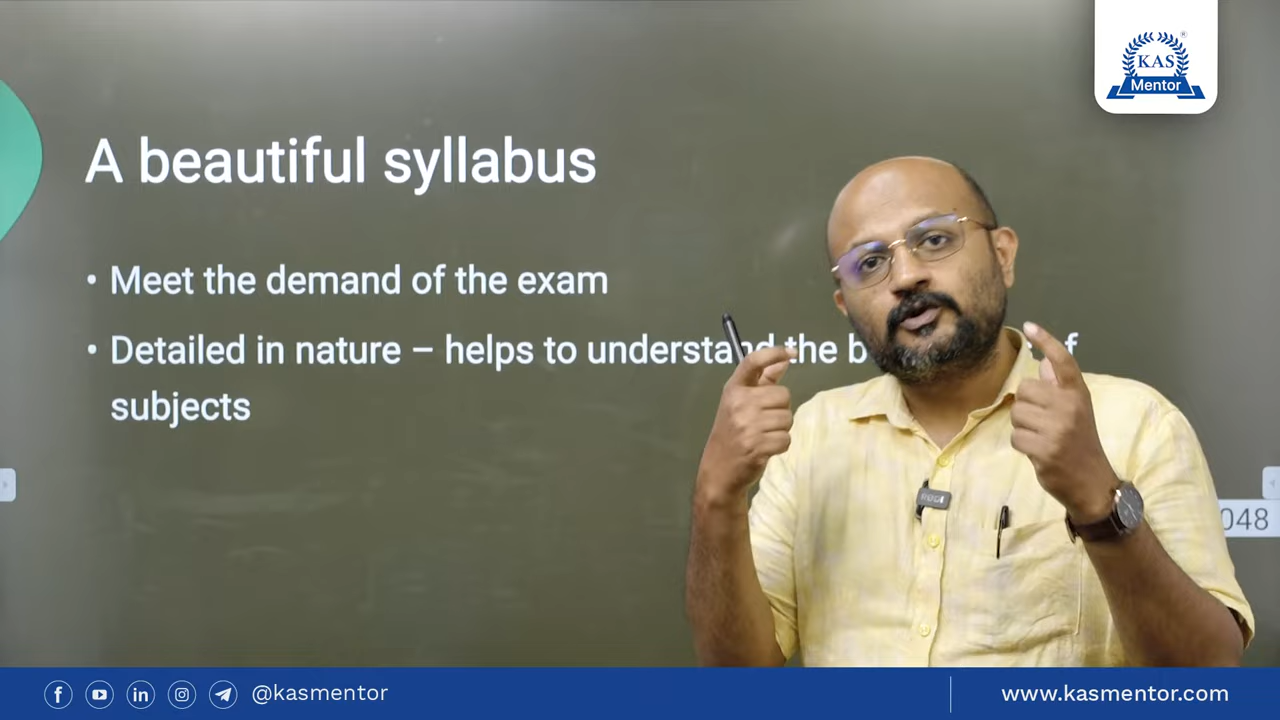 KAS
Mentor
A beautiful syllabus
• Meet the demand of the exam
• Detailed in nature – helps to understand the
subjects
048
@kasmentor
www.kasmentor.com